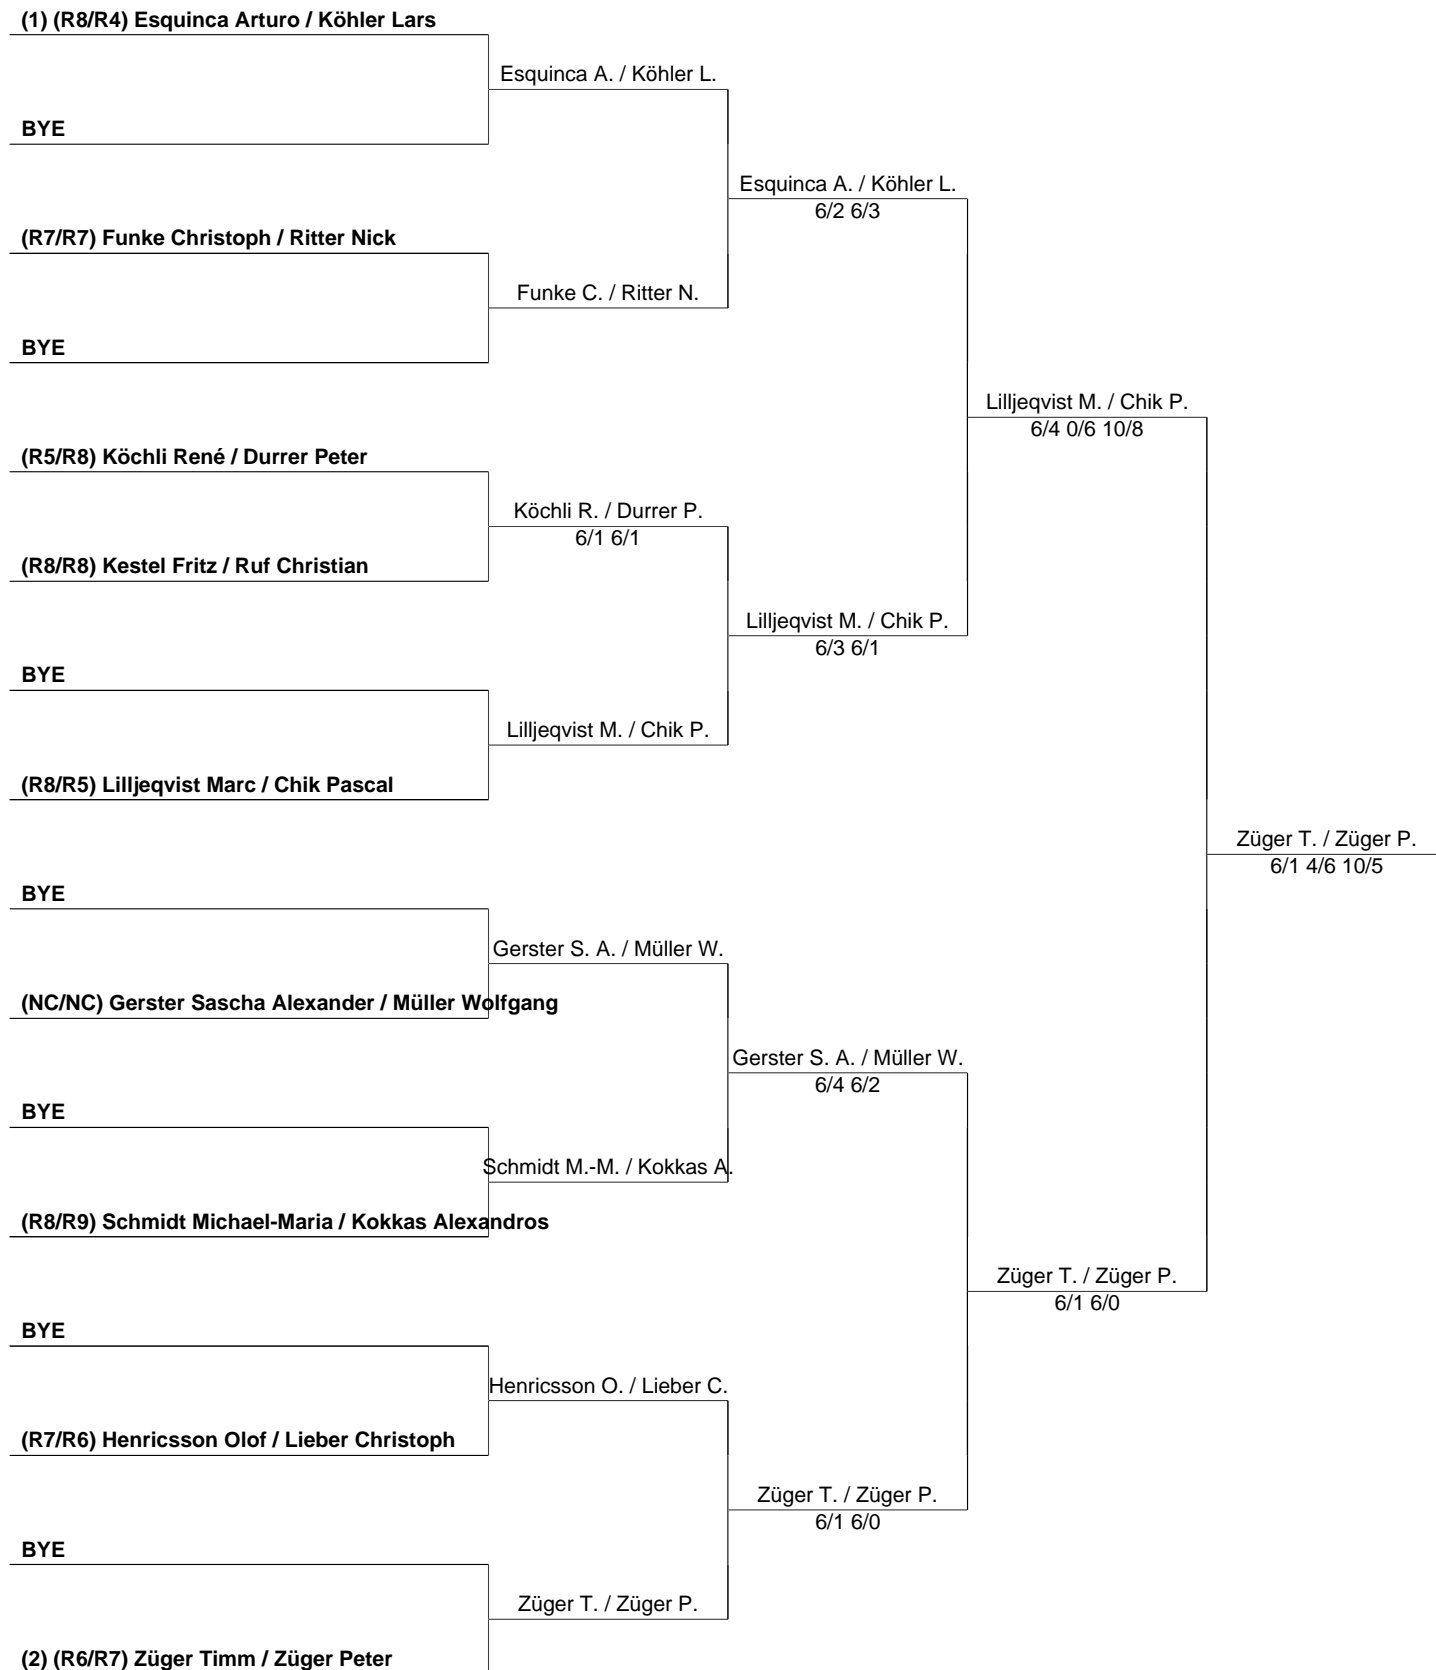 (1) (R8/R4) Esquinca Arturo / Köhler Lars
Esquinca A. / Köhler L.
BYE
Esquinca A. / Köhler L.
6/2 6/3
(R7/R7) Funke Christoph / Ritter Nick
Funke C. / Ritter N.
BYE
Lilljeqvist M. / Chik P.
6/4 0/6 10/8
(R5/R8) Köchli René / Durrer Peter
Köchli R. / Durrer P.
6/1 6/1
(R8/R8) Kestel Fritz / Ruf Christian
Lilljeqvist M. / Chik P.
6/3 6/1
BYE
Lilljeqvist M. / Chik P.
(R8/R5) Lilljeqvist Marc / Chik Pascal
Züger T. / Züger P.
6/1 4/6 10/5
BYE
Gerster S. A. / Müller W.
(NC/NC) Gerster Sascha Alexander / Müller Wolfgang
Gerster S. A. / Müller W.
6/4 6/2
BYE
Schmidt M.-M. / Kokkas A.
(R8/R9) Schmidt Michael-Maria / Kokkas Alexandros
Züger T. / Züger P.
6/1 6/0
BYE
Henricsson O. / Lieber C.
(R7/R6) Henricsson Olof / Lieber Christoph
Züger T. / Züger P.
6/1 6/0
BYE
Züger T. / Züger P.
(2) (R6/R7) Züger Timm / Züger Peter